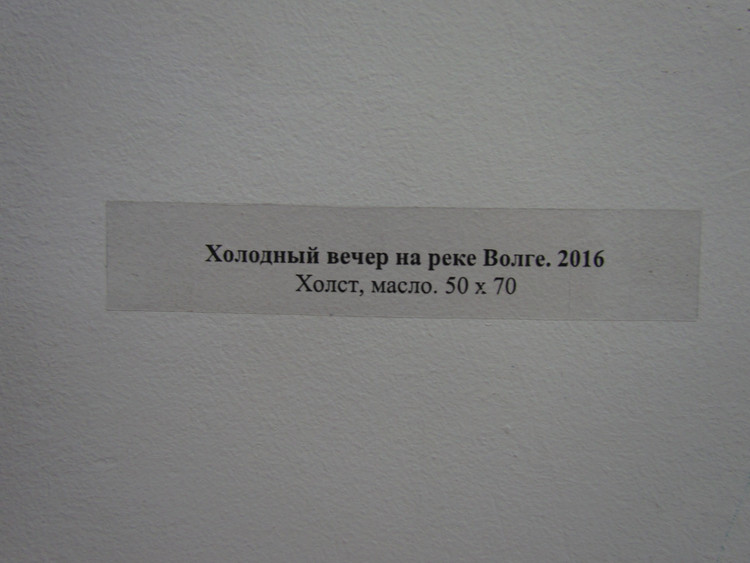 Холодный вечер на реке Волге. 2016
Холст, масло. 50 х 70